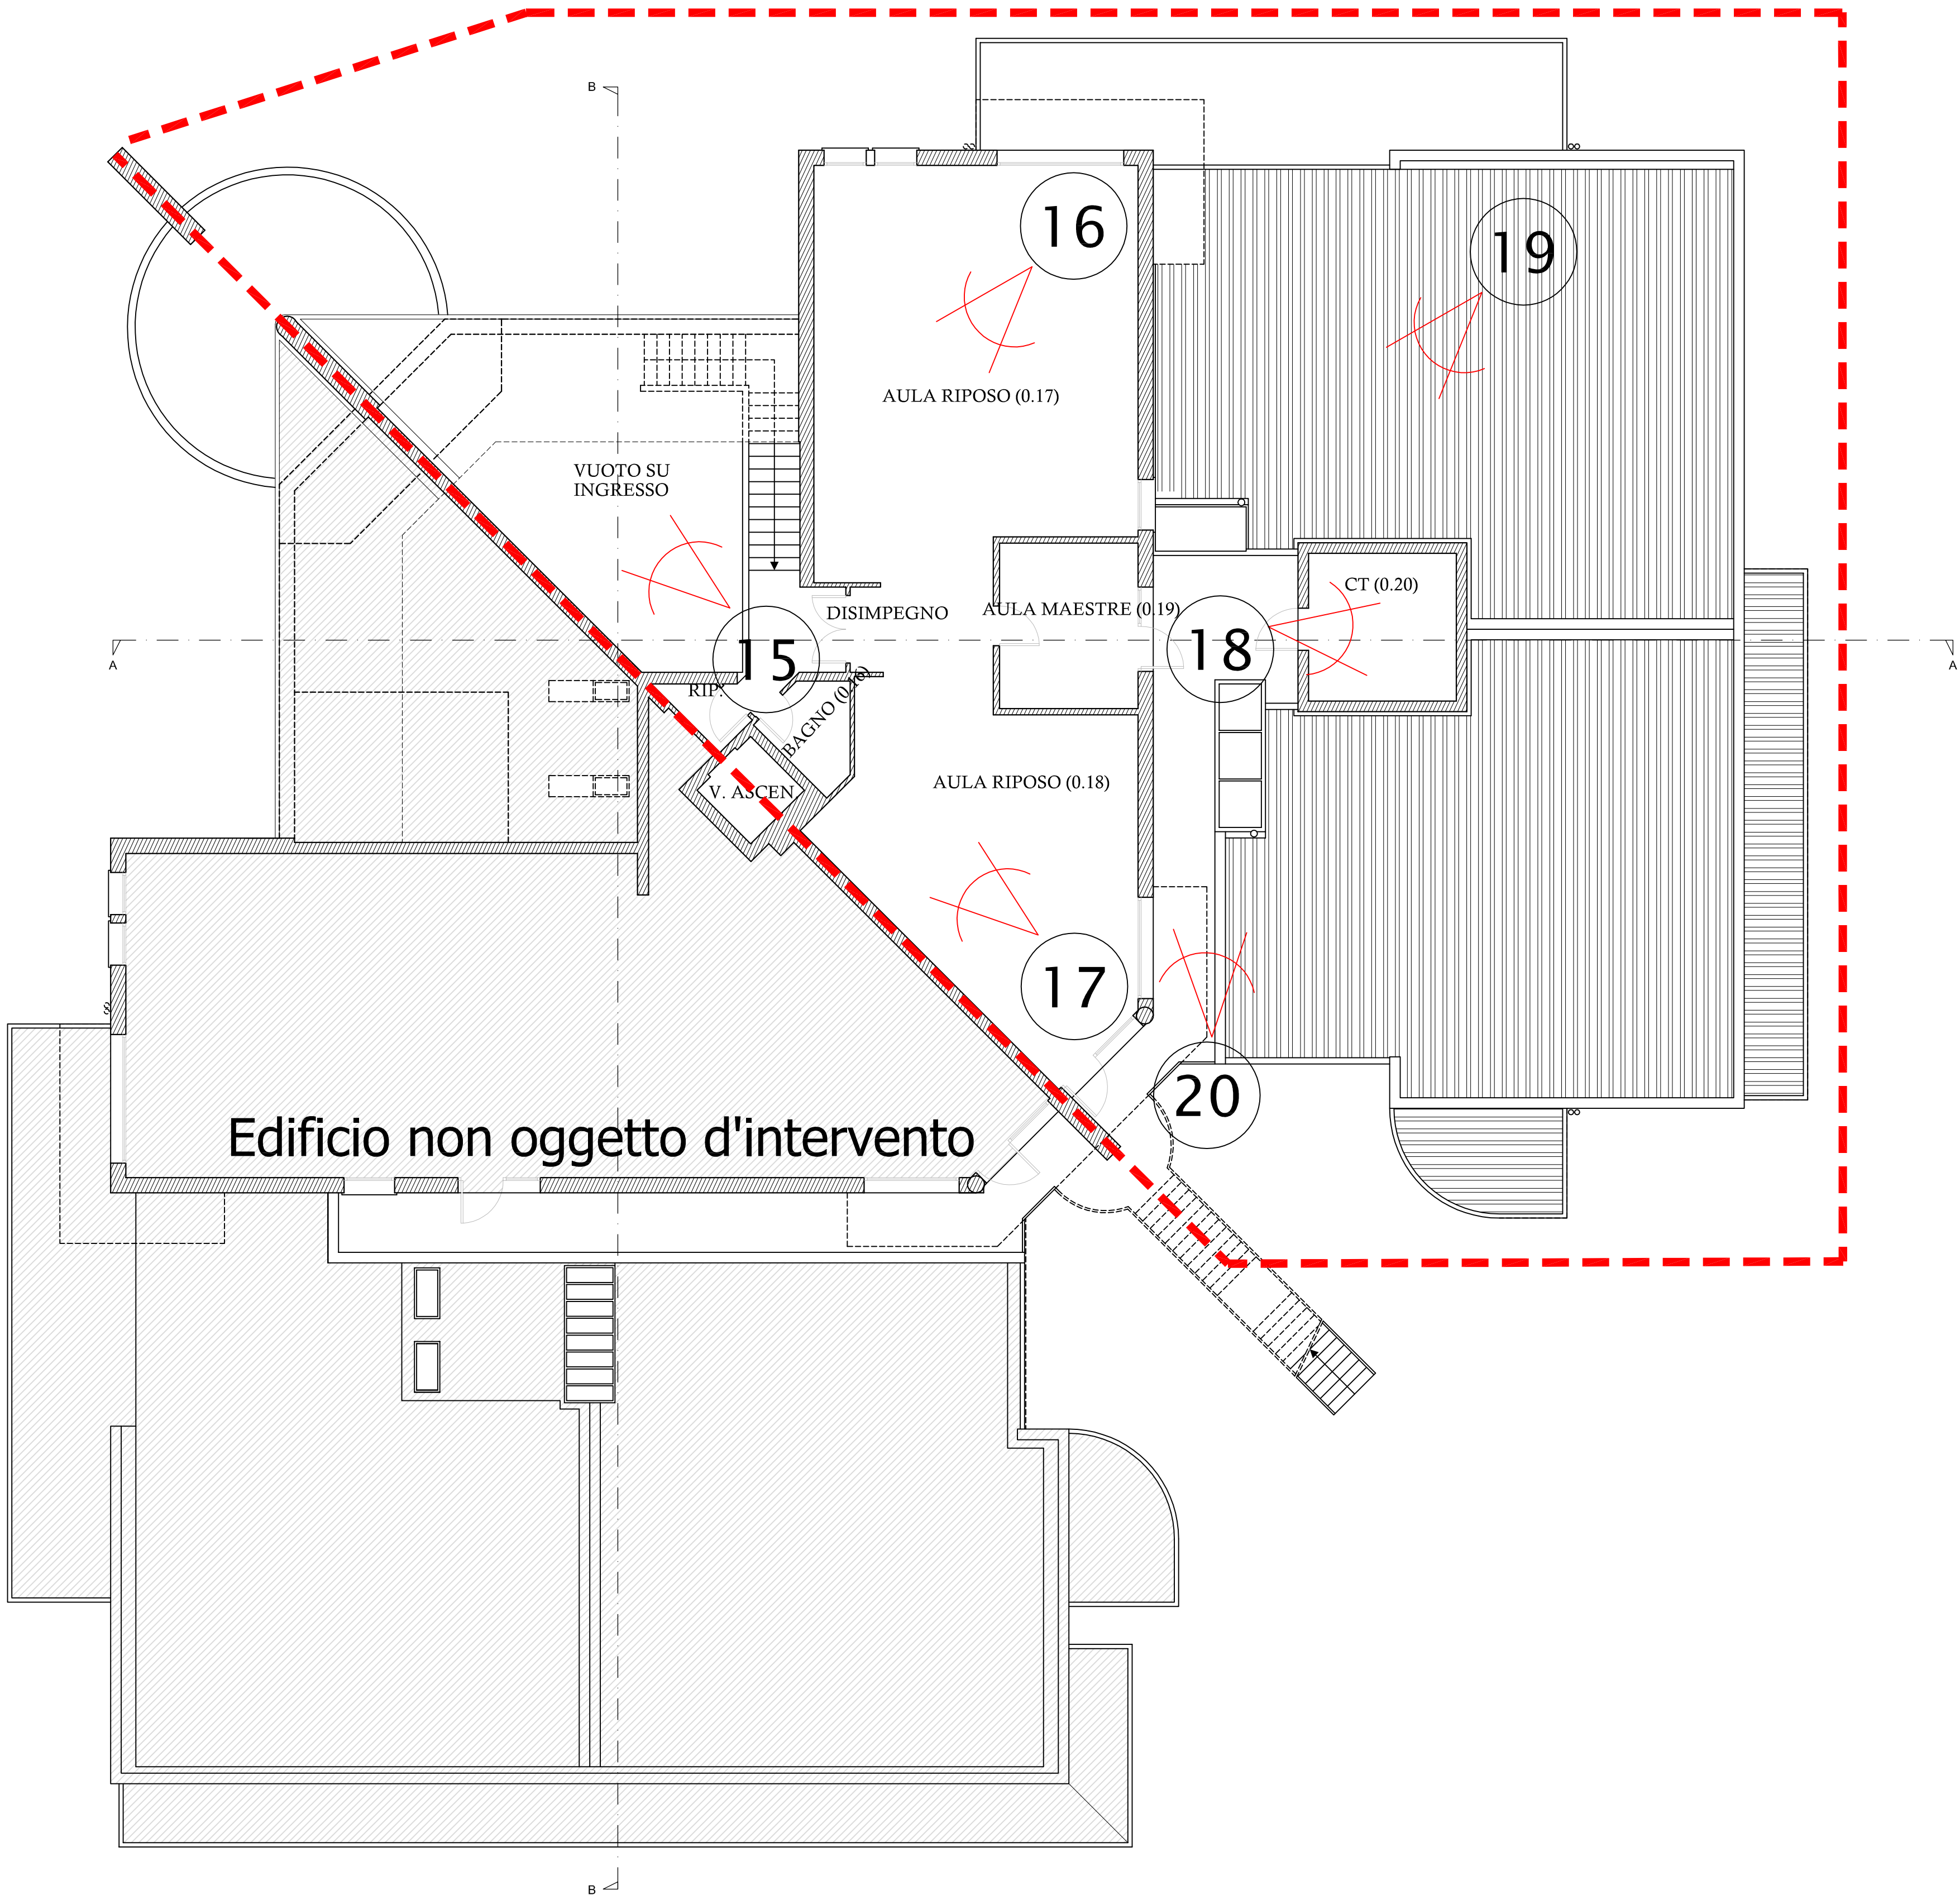 B
16
19
AULA RIPOSO (0.17)
VUOTO SU
INGRESSO
CT (0.20)
DISIMPEGNO
AULA MAESTRE (0.19)
A
A
15
18
RIP.
BAGNO (0.16)
V. ASCEN.
AULA RIPOSO (0.18)
17
20
Edificio non oggetto d'intervento
B